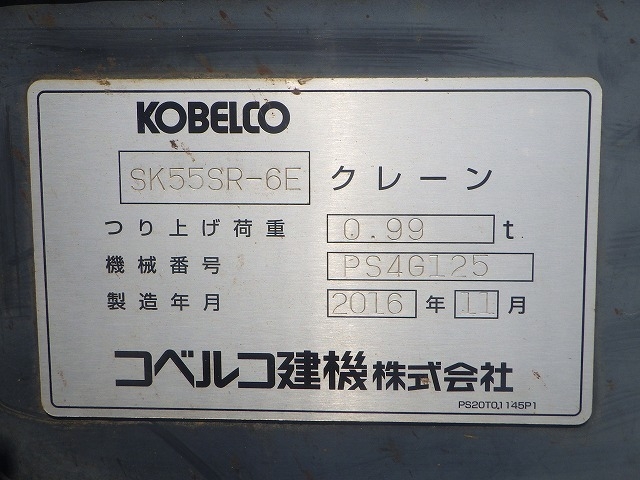 KOBELCO
SK55SR-6E クレーン
つり上げ荷重 0.99 t
機械番号 PS4G125
製造年月 2016 年 11 月
コベルコ建機株式会社
PS20T01145P1